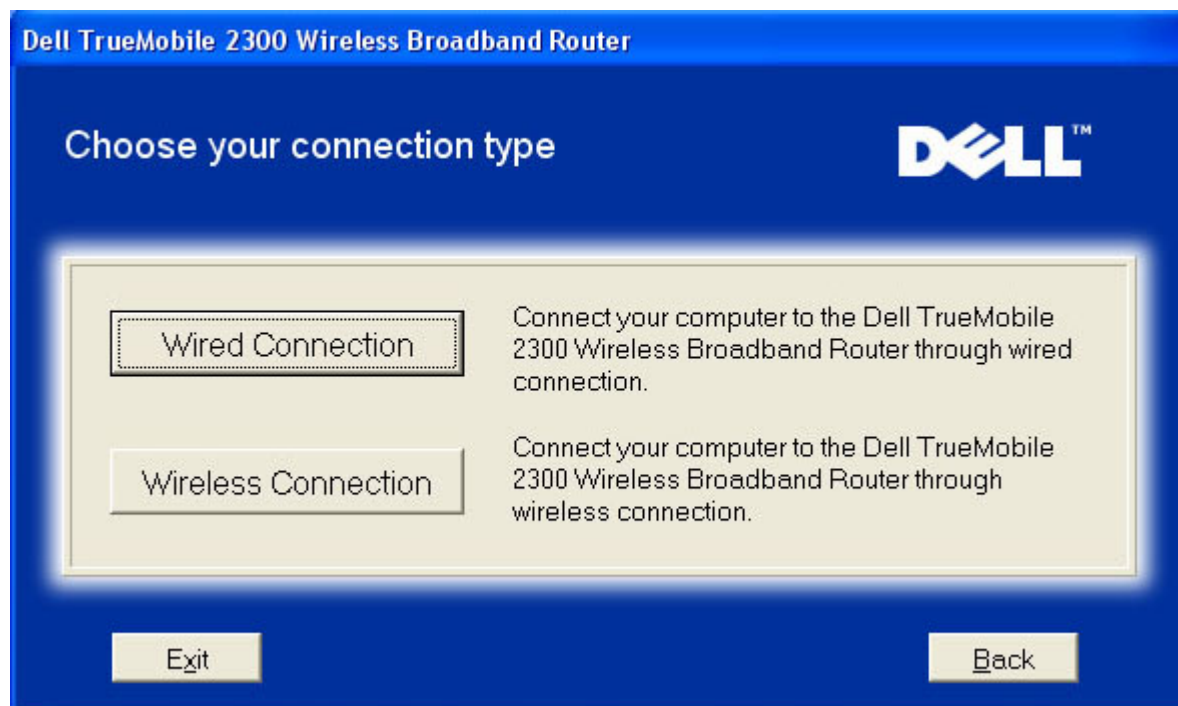 Dell TrueMobile 2300 Wireless Broadband Router
Choose your connection type
DELL™
Wired Connection
Connect your computer to the Dell TrueMobile
2300 Wireless Broadband Router through wired
connection.
Wireless Connection
Connect your computer to the Dell TrueMobile
2300 Wireless Broadband Router through
wireless connection.
Exit
Back